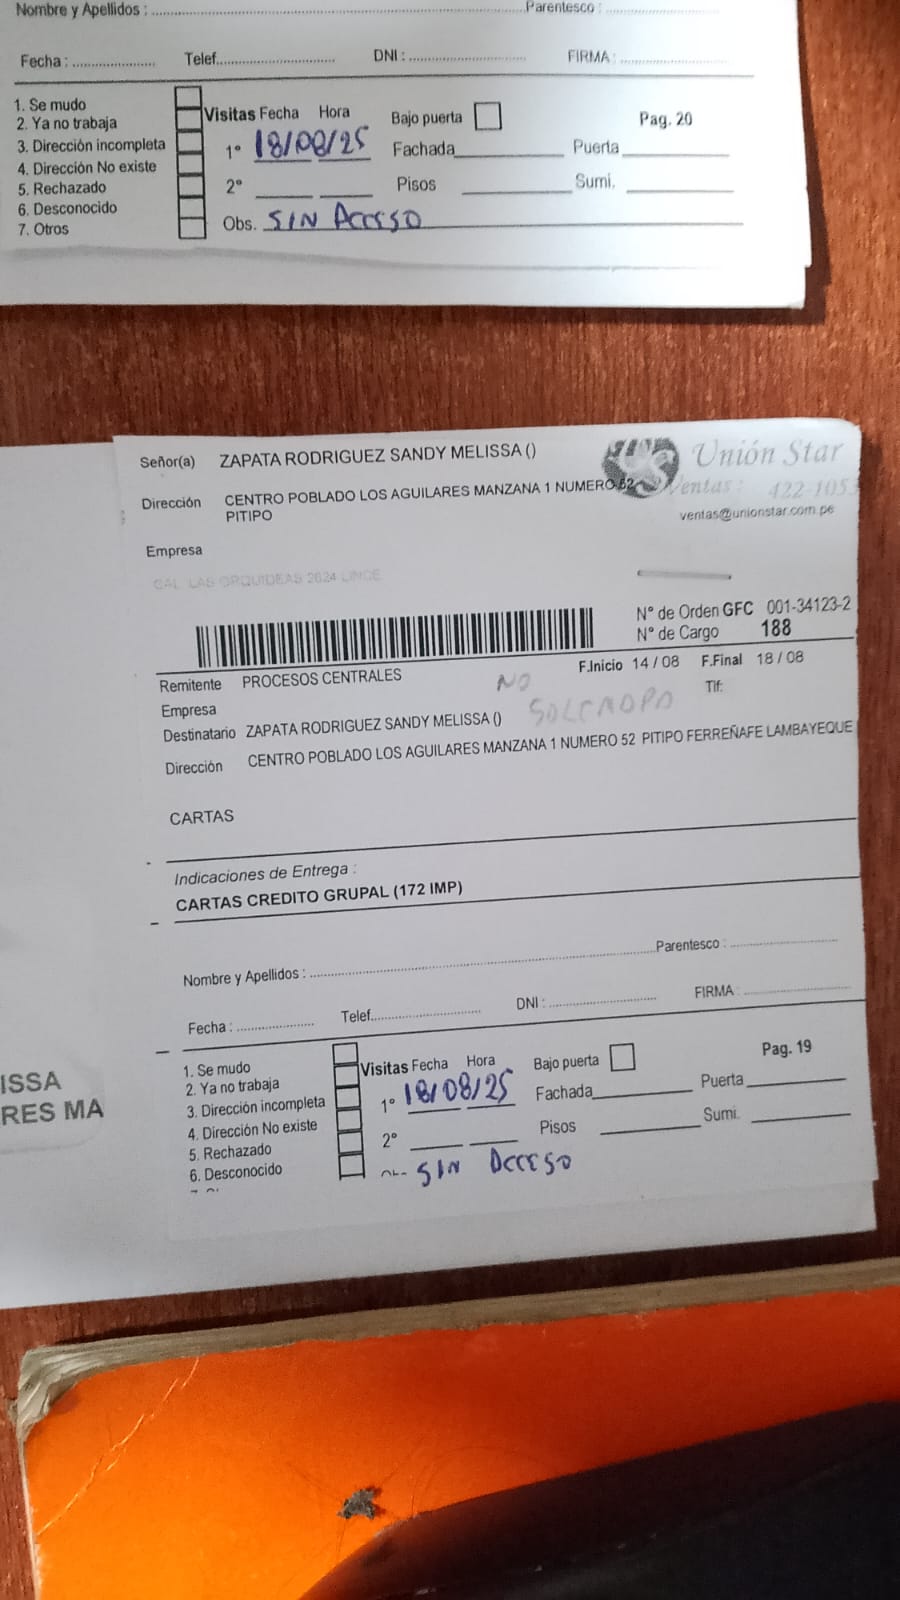 Nombre y Apellidos : Parentesco :
Fecha : Telef. DNI : FIRMA :
1. Se mudo
2. Ya no trabaja
3. Dirección incompleta
4. Dirección No existe
5. Rechazado
6. Desconocido
7. Otros
Visitas Fecha Hora Bajo puerta Pag. 20
1° 18/08/25 Fachada Puerta
2° Pisos Sumi.
Obs. SIN ACCESO
Señor(a) ZAPATA RODRIGUEZ SANDY MELISSA ()
Unión Star
Dirección CENTRO POBLADO LOS AGUILARES MANZANA 1 NUMERO 52
PITIPO
Ventas : 422-105
ventas@unionstar.com.pe
Empresa
CAL. LAS ORQUIDEAS 2624 LINCE
N° de Orden GFC 001-34123-2
N° de Cargo 188
F.Inicio 14 / 08 F.Final 18 / 08
Remitente PROCESOS CENTRALES
NO
Tlf:
Empresa
Destinatario ZAPATA RODRIGUEZ SANDY MELISSA ()
Dirección CENTRO POBLADO LOS AGUILARES MANZANA 1 NUMERO 52 PITIPO FERREÑAFE LAMBAYEQUE
CARTAS
Indicaciones de Entrega :
CARTAS CREDITO GRUPAL (172 IMP)
Nombre y Apellidos : Parentesco :
Fecha : Telef. DNI : FIRMA :
1. Se mudo
2. Ya no trabaja
3. Dirección incompleta
4. Dirección No existe
5. Rechazado
6. Desconocido
Visitas Fecha Hora Bajo puerta Pag. 19
1° 18/08/25 Fachada Puerta
2° Pisos Sumi.
SIN ACCESO
ISSA
RES MA